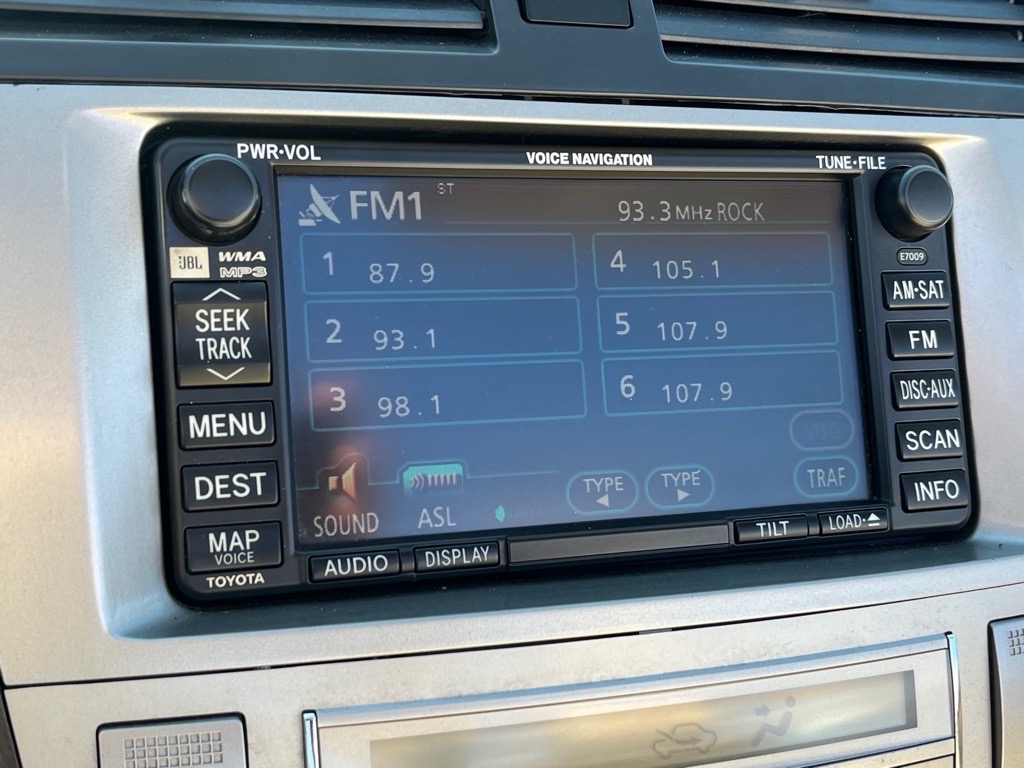 PWR·VOL
VOICE NAVIGATION
TUNE·FILE
FM1 ST
93.3MHz ROCK
JBL
WMA
MP3
SEEK
TRACK
MENU
DEST
MAP
VOICE
TOYOTA
1 87.9
2 93.1
3 98.1
4 105.1
5 107.9
6 107.9
MSG
SOUND
ASL
TYPE ◀
TYPE ▶
TRAF
AUDIO
DISPLAY
TILT
LOAD·⏏
E7009
AM·SAT
FM
DISC·AUX
SCAN
INFO